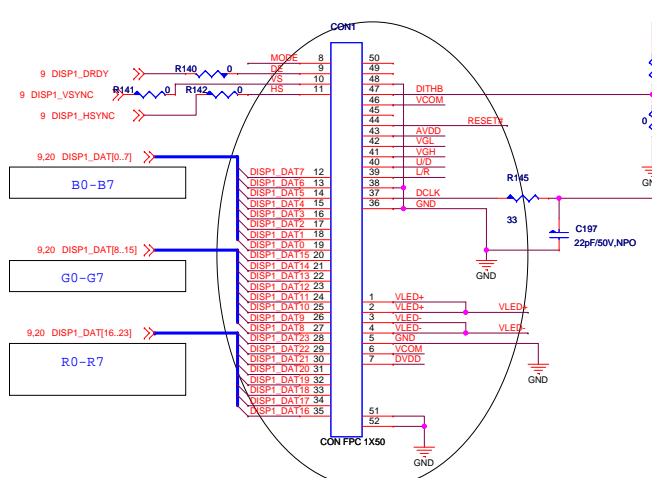 CON1
MODE 8 50
R140 0 DE 9 49
9 DISP1_DRDY VS 10 48
R141 0 R142 0 HS 11 47 DITHB
9 DISP1_VSYNC 46 VCOM
45
9 DISP1_HSYNC 44 RESET#
43 AVDD
42 VGL
9,20 DISP1_DAT[0..7] 41 VGH
40 U/D
DISP1_DAT7 12 39 L/R
B0-B7 DISP1_DAT6 13 38
R145
DISP1_DAT5 14 37 DCLK
DISP1_DAT4 15 36 GND
DISP1_DAT3 16 33
DISP1_DAT2 17
DISP1_DAT1 18 C197
DISP1_DAT0 19 22pF/50V,NPO
9,20 DISP1_DAT[8..15] DISP1_DAT15 20
DISP1_DAT14 21
DISP1_DAT13 22 GND
G0-G7 DISP1_DAT12 23
DISP1_DAT11 24 1 VLED+
DISP1_DAT10 25 2 VLED+ VLED+
DISP1_DAT9 26 3 VLED-
9,20 DISP1_DAT[16..23] DISP1_DAT8 27 4 VLED- VLED-
DISP1_DAT23 28 5 GND
DISP1_DAT22 29 6 VCOM
DISP1_DAT21 30 7 DVDD
R0-R7 DISP1_DAT20 31
DISP1_DAT19 32 GND
DISP1_DAT18 33
DISP1_DAT17 34
DISP1_DAT16 35 51
52
CON FPC 1X50
GND
0